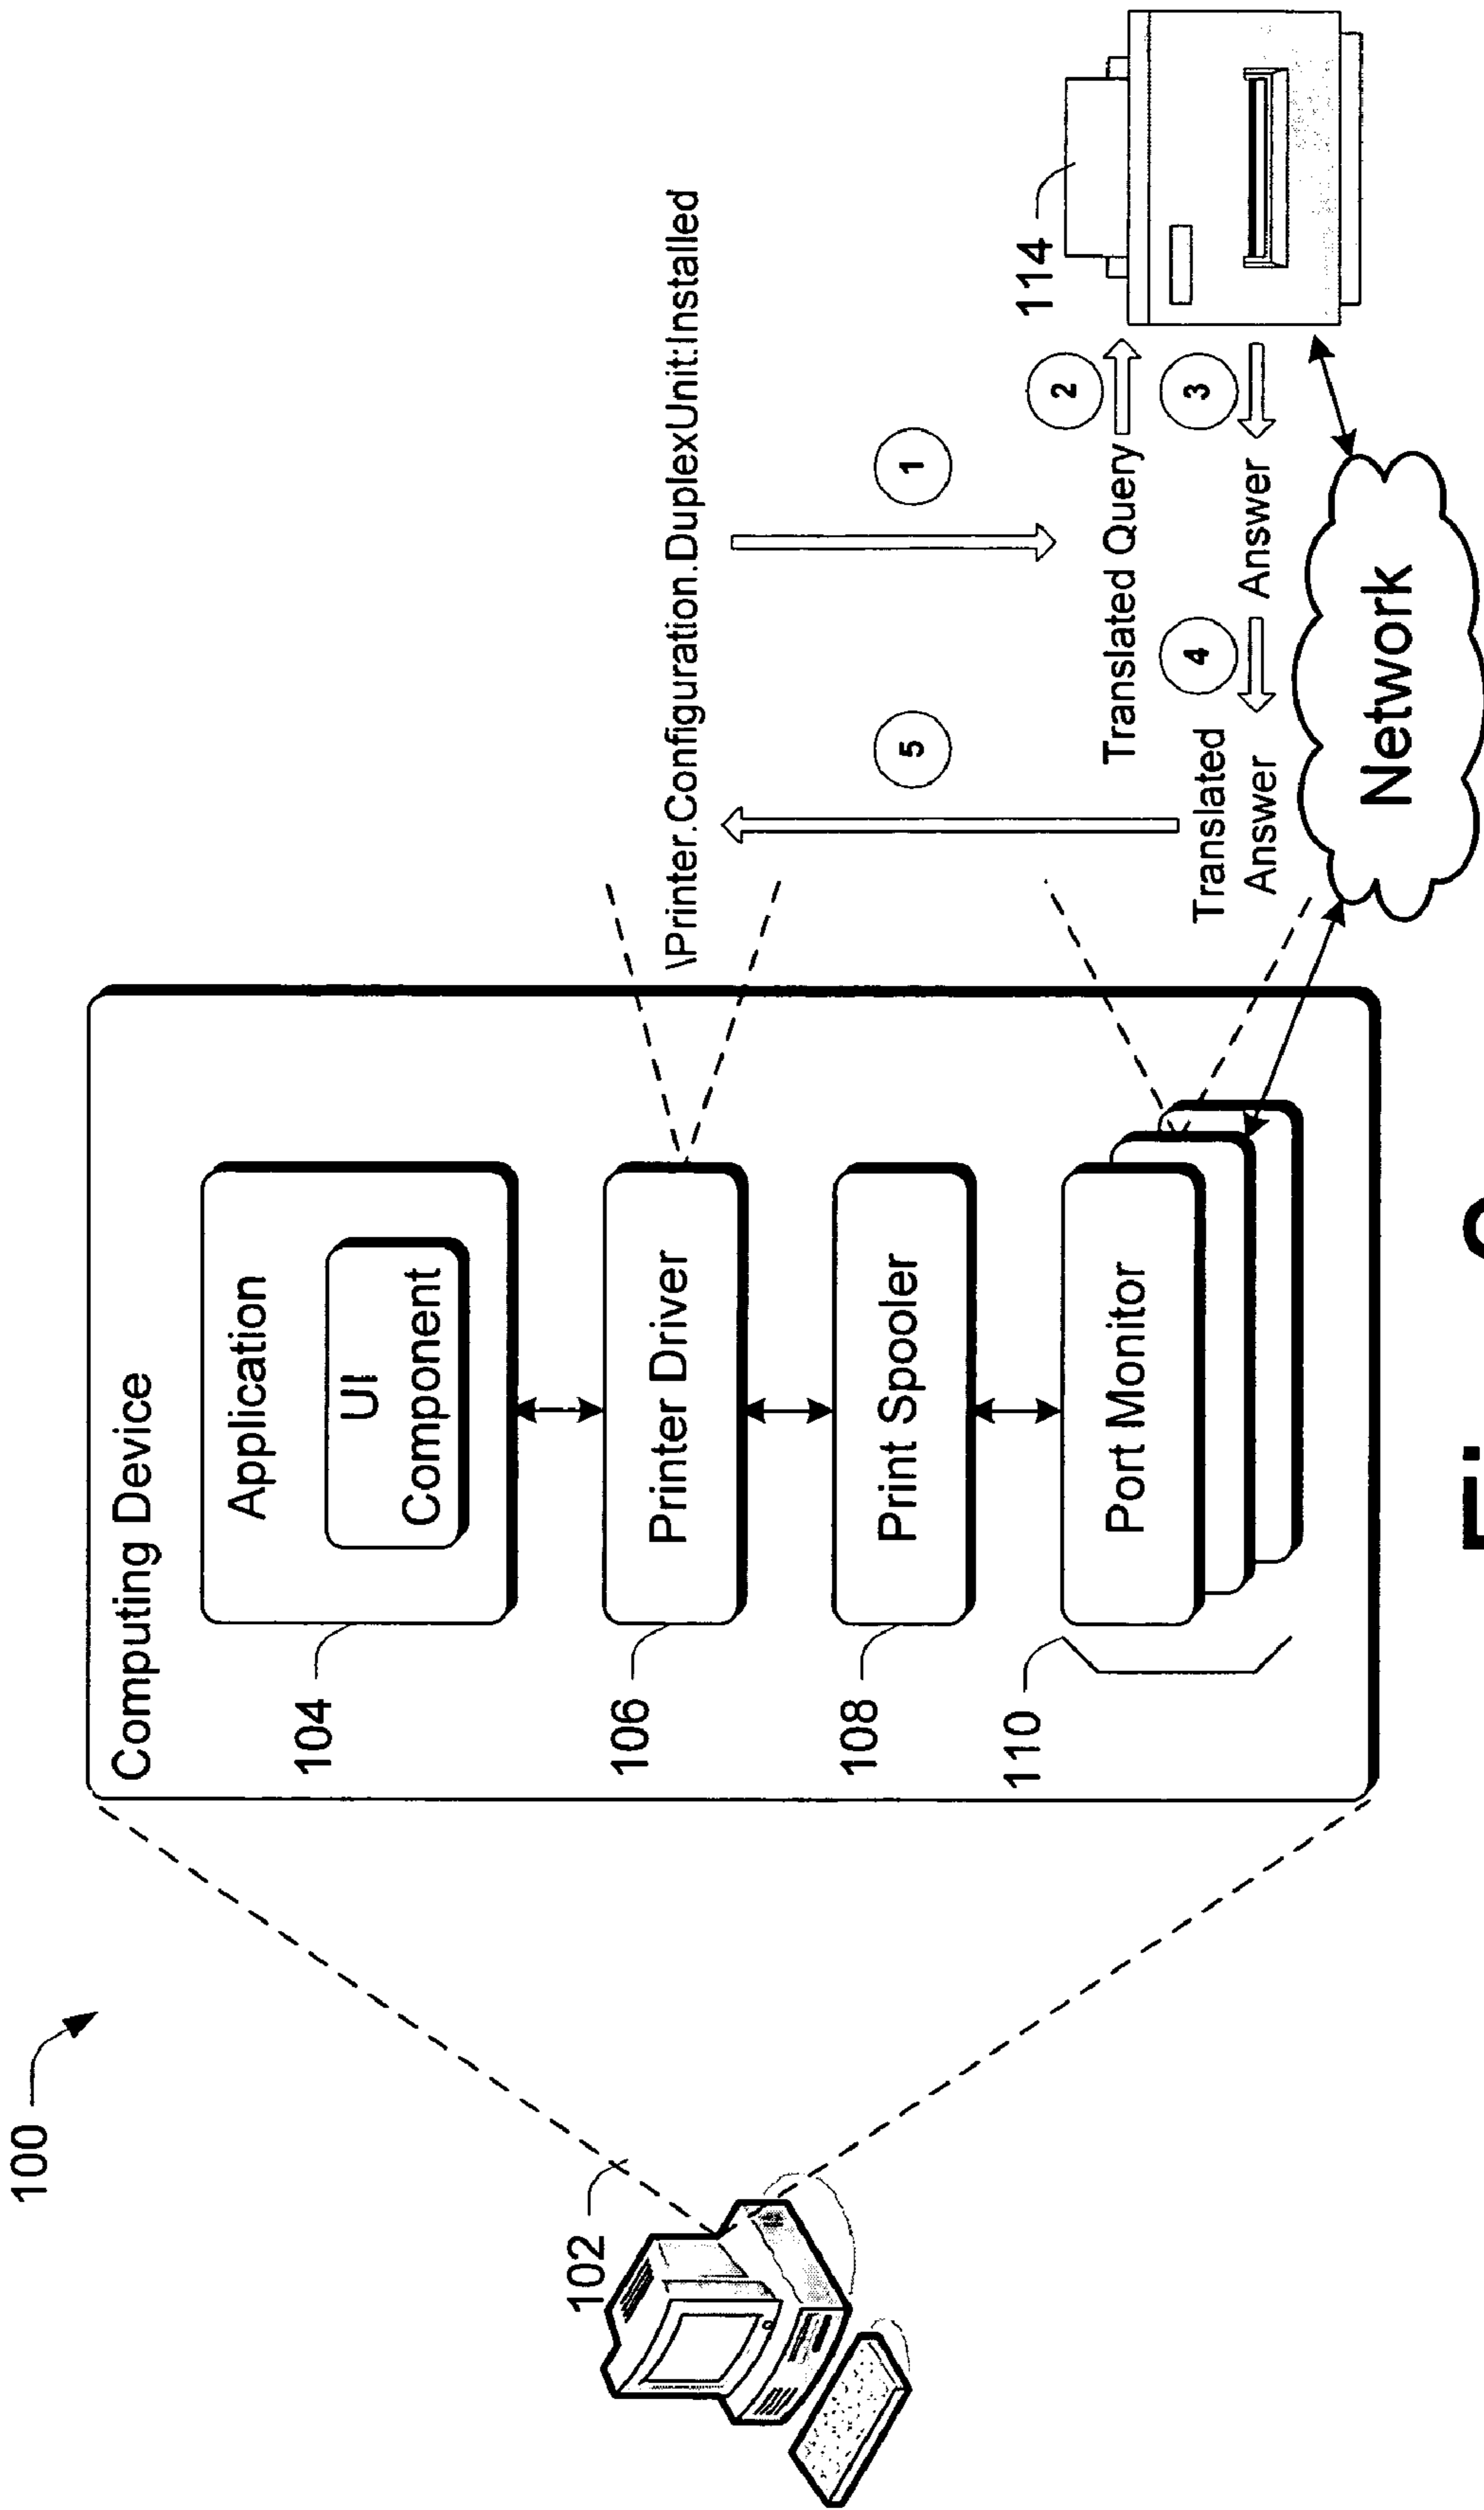 100
102
Computing Device
104
Application
UI
Component
106
Printer Driver
108
Print Spooler
110
Port Monitor
\Printer.Configuration.DuplexUnit:Installed
5
1
114
Translated Query
2
3
Translated
Answer
4
Answer
Network